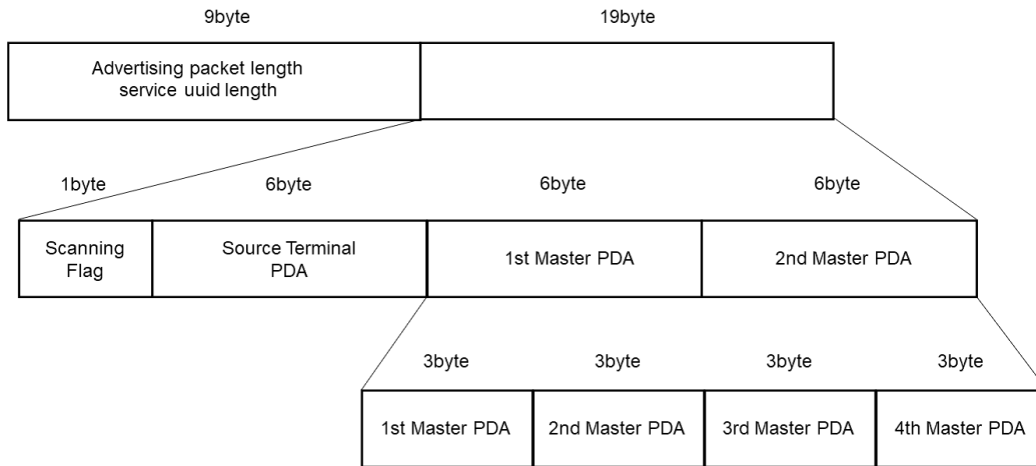 9byte
19byte
Advertising packet length
service uuid length
1byte
6byte
6byte
6byte
Scanning
Flag
Source Terminal
PDA
1st Master PDA
2nd Master PDA
3byte
3byte
3byte
3byte
1st Master PDA
2nd Master PDA
3rd Master PDA
4th Master PDA